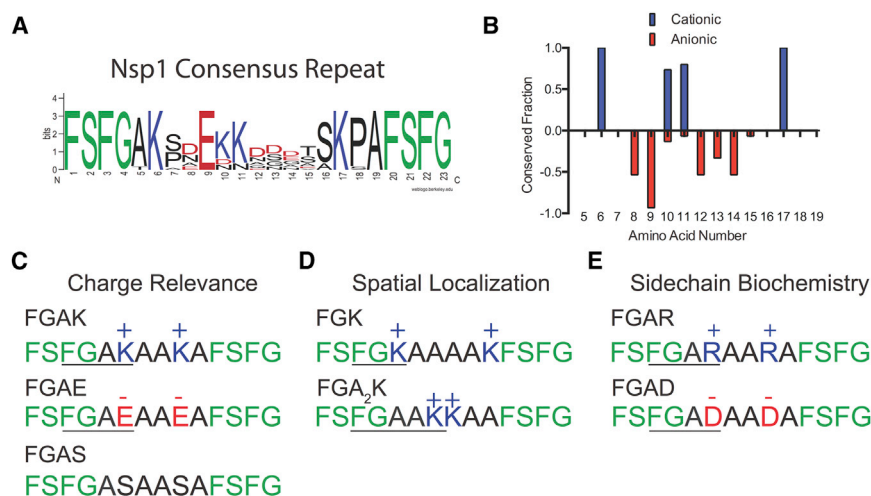 A
Nsp1 Consensus Repeat
bits
4
3
2
1
0
FSFGAK
E
KK
SKPAFSFG
1 2 3 4 5 6 7 8 9 10 11 12 13 14 15 16 17 18 19 20 21 22 23
N
C
weblogo.berkeley.edu
B
Cationic
Anionic
Conserved Fraction
1.0
0.5
0.0
-0.5
-1.0
5 6 7 8 9 10 11 12 13 14 15 16 17 18 19
Amino Acid Number
C
Charge Relevance
FGAK
+ +
FSFGAKAAKAFSFG
FGAE
- -
FSFGAEAAEAFSFG
FGAS
FSFGASAASAFSFG
D
Spatial Localization
FGK
+ +
FSFGKAAAAKFSFG
FGA2K
++
FSFGAAKKAAFSFG
E
Sidechain Biochemistry
FGAR
+ +
FSFGARAARAFSFG
FGAD
- -
FSFGADAADAFSFG